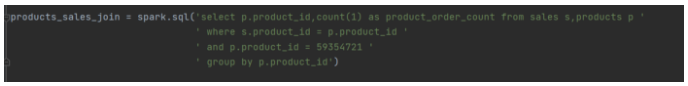 products_sales_join = spark.sql('select p.product_id,count(1) as product_order_count from sales s,products p '
' where s.product_id = p.product_id '
' and p.product_id = 59354721 '
' group by p.product_id')